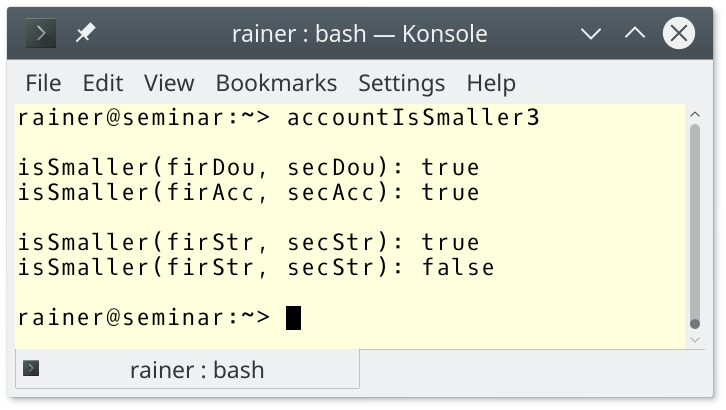 rainer : bash — Konsole
File Edit View Bookmarks Settings Help
rainer@seminar:~> accountIsSmaller3
isSmaller(firDou, secDou): true
isSmaller(firAcc, secAcc): true
isSmaller(firStr, secStr): true
isSmaller(firStr, secStr): false
rainer@seminar:~>
rainer : bash